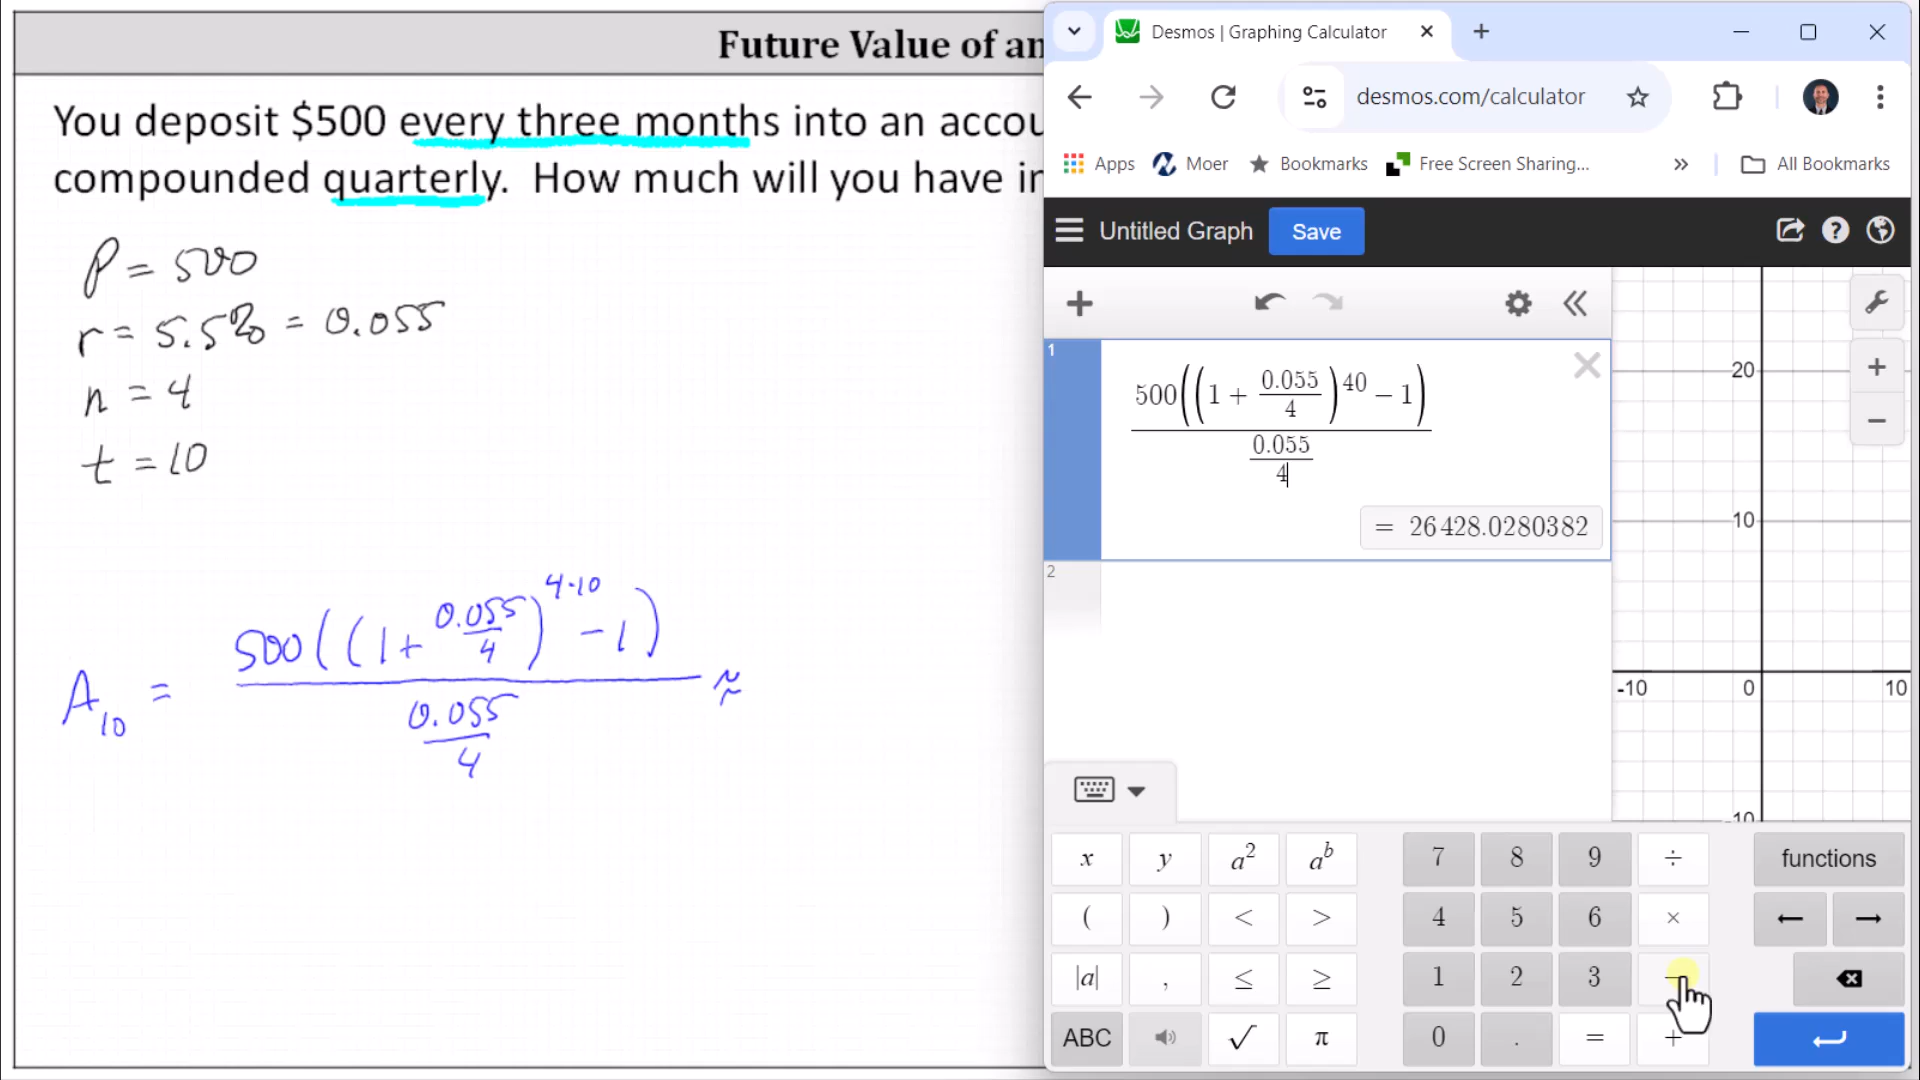 Future Value of an
You deposit $500 every three months into an accou
compounded quarterly. How much will you have in
P = 500
r = 5.5% = 0.055
n = 4
t = 10
A₁₀ = 500((1 + 0.055/4)^(4·10) − 1) / (0.055/4) ≈
Desmos | Graphing Calculator
desmos.com/calculator
Apps Moer Bookmarks Free Screen Sharing... » All Bookmarks
Untitled Graph Save
1
500((1 + 0.055/4)^40 − 1) / (0.055/4)
= 26428.0280382
2
20
10
-10 0 10
-10
x y a² aᵇ 7 8 9 ÷ functions
( ) < > 4 5 6 × ← →
|a| , ≤ ≥ 1 2 3 −
ABC √ π 0 . = +